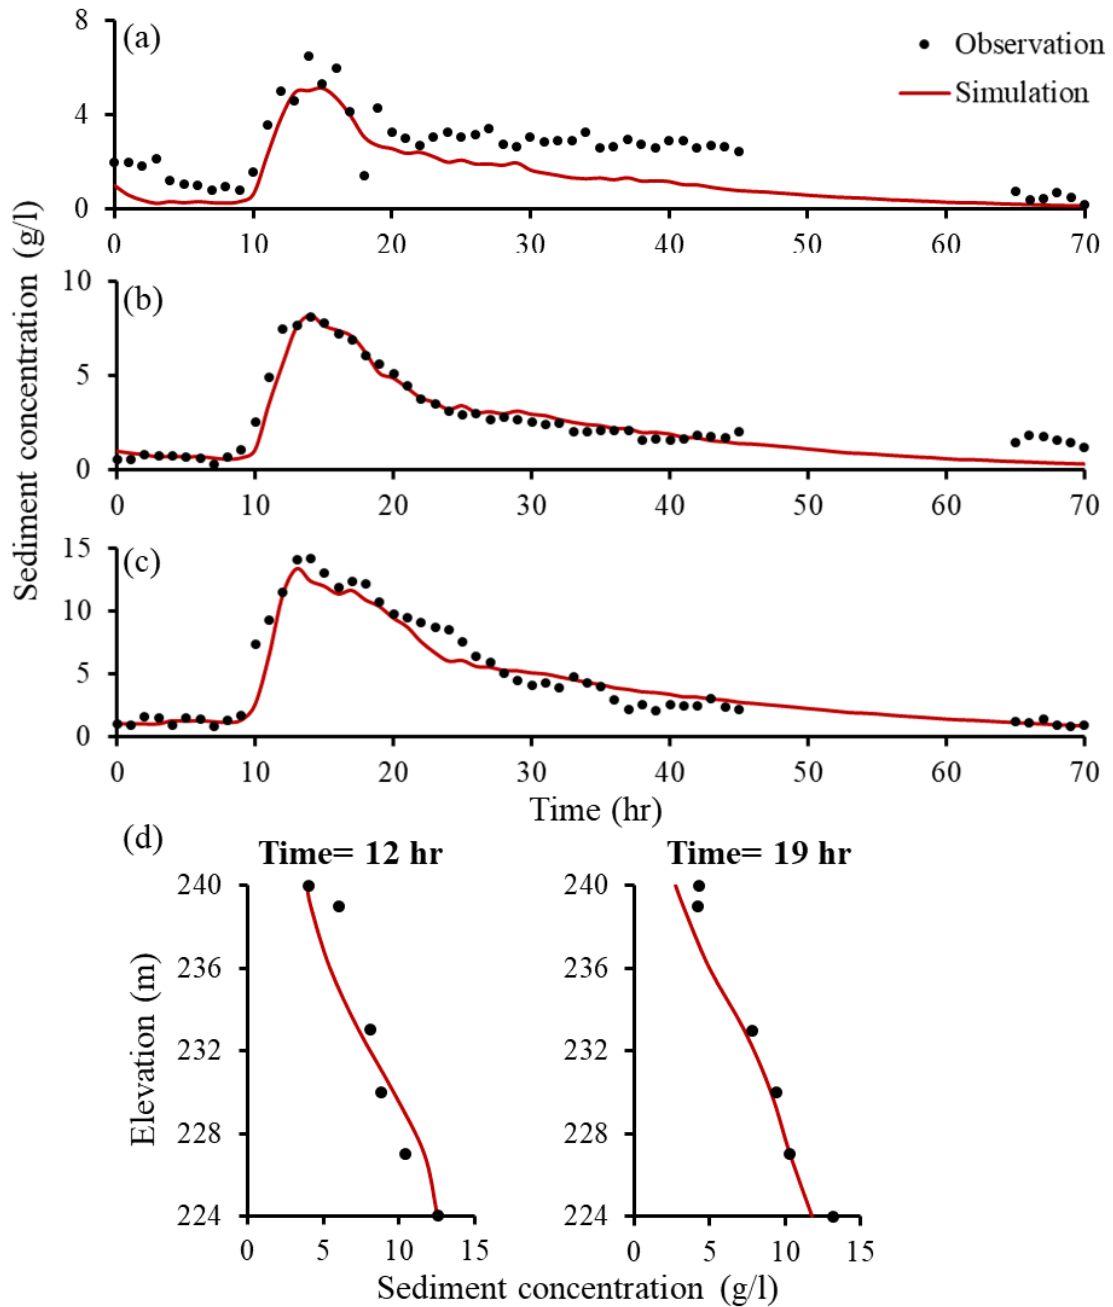 8
(a)
Observation
Simulation
4
0
0 10 20 30 40 50 60 70
Sediment concentration (g/l)
10
(b)
5
0
0 10 20 30 40 50 60 70
15
(c)
10
5
0
0 10 20 30 40 50 60 70
Time (hr)
(d)
Time= 12 hr
Time= 19 hr
240 240
236 236
232 232
228 228
224 224
Elevation (m)
0 5 10 15 0 5 10 15
Sediment concentration (g/l)